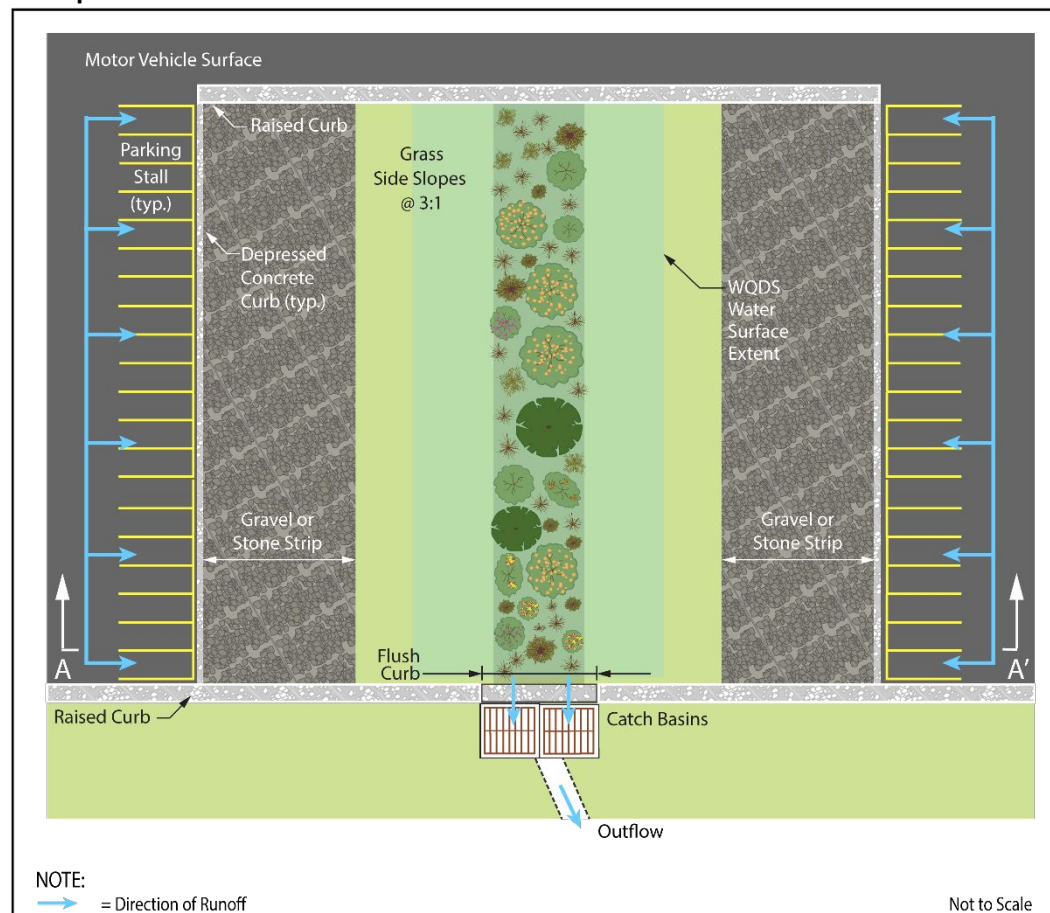 Motor Vehicle Surface
Raised Curb
Parking
Stall
(typ.)
Grass
Side Slopes
@ 3:1
Depressed
Concrete
Curb (typ.)
WQDS
Water
Surface
Extent
Gravel or
Stone Strip
Gravel or
Stone Strip
A
A'
Flush
Curb
Raised Curb
Catch Basins
Outflow
NOTE:
= Direction of Runoff
Not to Scale